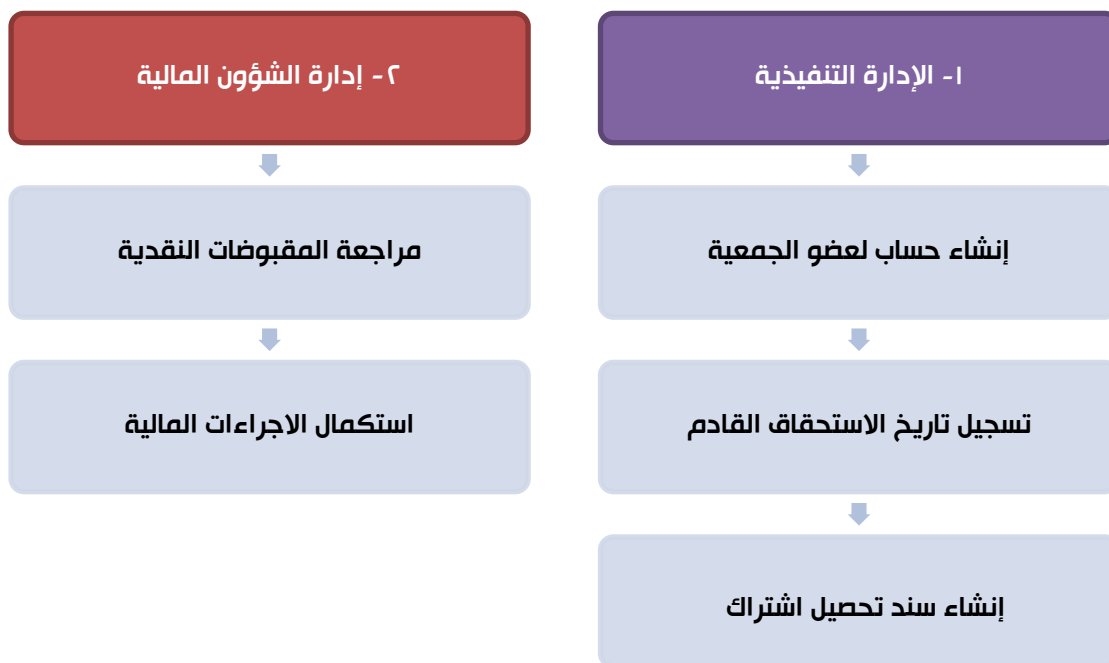 ١- الإدارة التنفيذية
إنشاء حساب لعضو الجمعية
تسجيل تاريخ الاستحقاق القادم
إنشاء سند تحصيل اشتراك
٢- إدارة الشؤون المالية
مراجعة المقبوضات النقدية
استكمال الاجراءات المالية